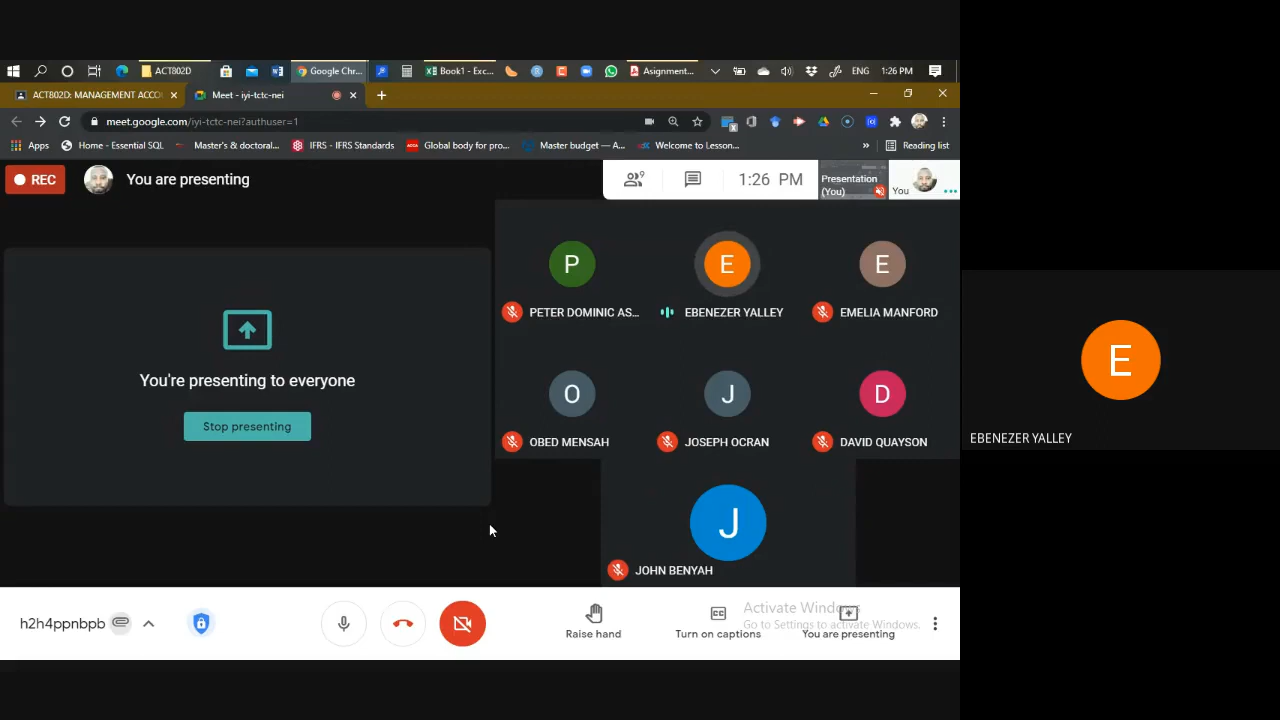 ACT802D
Google Chr...
Book1 - Exc...
Asignment...
ENG
1:26 PM
ACT802D: MANAGEMENT ACCO
Meet - iyi-tctc-nei
meet.google.com/iyi-tctc-nei?authuser=1
Apps
Home - Essential SQL
Master's & doctoral...
IFRS - IFRS Standards
Global body for pro...
Master budget — A...
Welcome to Lesson...
»
Reading list
REC
You are presenting
9
1:26 PM
Presentation
(You)
You
P
E
E
PETER DOMINIC AS...
EBENEZER YALLEY
EMELIA MANFORD
You're presenting to everyone
Stop presenting
O
J
D
OBED MENSAH
JOSEPH OCRAN
DAVID QUAYSON
J
JOHN BENYAH
E
EBENEZER YALLEY
h2h4ppnbpb
Raise hand
Turn on captions
You are presenting
Activate Windows
Go to Settings to activate Windows.